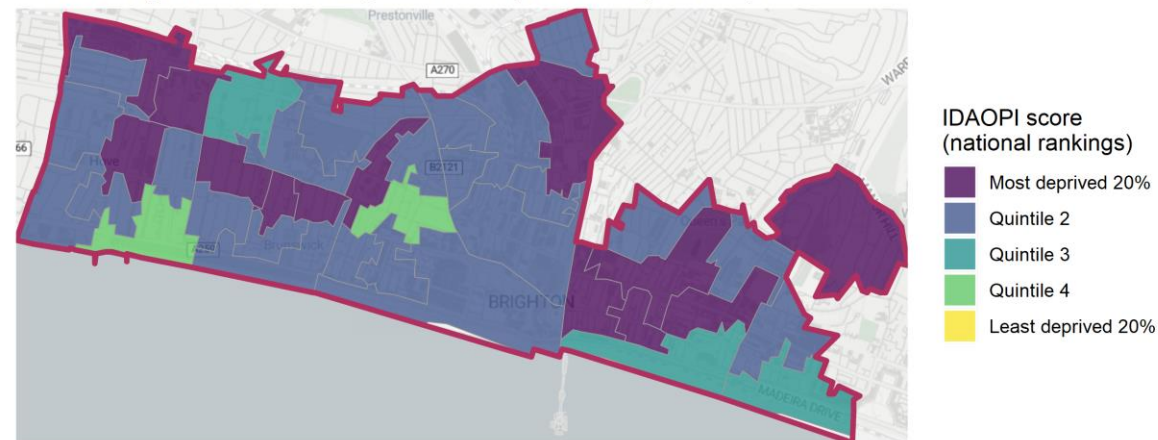 Prestonville
A270
66
Hove
B2121
Brunswick
BRIGHTON
MADEIRA DRIVE
IDAOPI score
(national rankings)
Most deprived 20%
Quintile 2
Quintile 3
Quintile 4
Least deprived 20%